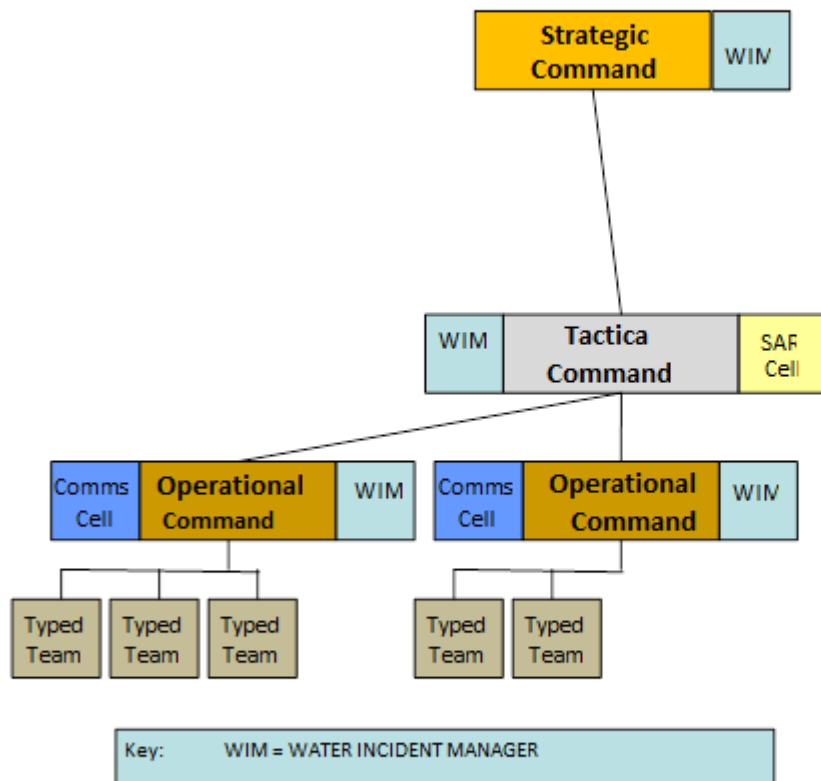 Strategic
Command
WIM
WIM
Tactica
Command
SAR
Cell
Comms
Cell
Operational
Command
WIM
Comms
Cell
Operational
Command
WIM
Typed
Team
Typed
Team
Typed
Team
Typed
Team
Typed
Team
Key: WIM = WATER INCIDENT MANAGER